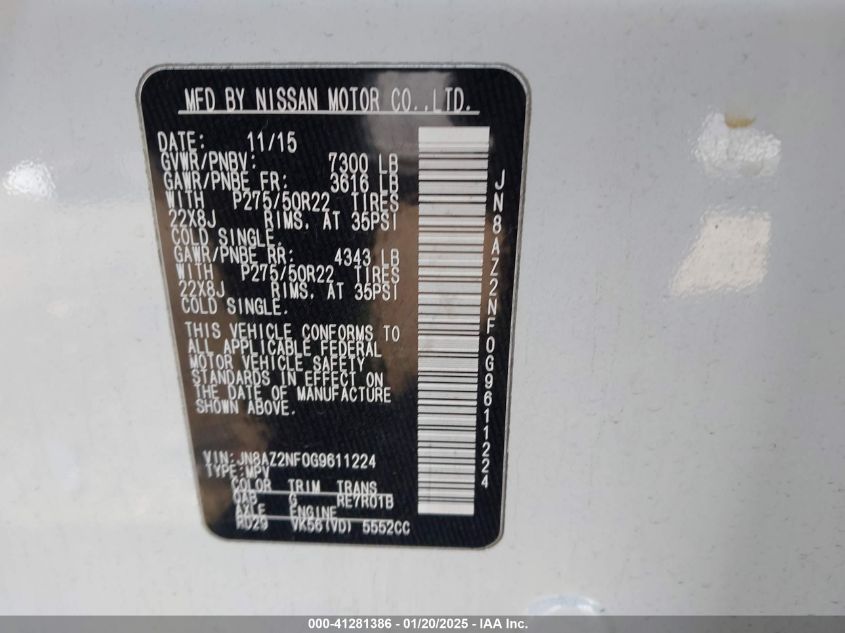 MFD BY NISSAN MOTOR CO.,LTD.
DATE: 11/15
GVWR/PNBV: 7300 LB
GAWR/PNBE FR: 3616 LB
WITH P275/50R22 TIRES
22X8J RIMS, AT 35PSI
COLD SINGLE.
GAWR/PNBE RR: 4343 LB
WITH P275/50R22 TIRES
22X8J RIMS, AT 35PSI
COLD SINGLE.
THIS VEHICLE CONFORMS TO
ALL APPLICABLE FEDERAL
MOTOR VEHICLE SAFETY
STANDARDS IN EFFECT ON
THE DATE OF MANUFACTURE
SHOWN ABOVE.
VIN:JN8AZ2NF0G9611224
TYPE:MPV
COLOR TRIM TRANS
QAB G RE7R01B
AXLE ENGINE
RD29 VK56(VD) 5552CC
JN8AZ2NF0G9611224
000-41281386 - 01/20/2025 - IAA Inc.